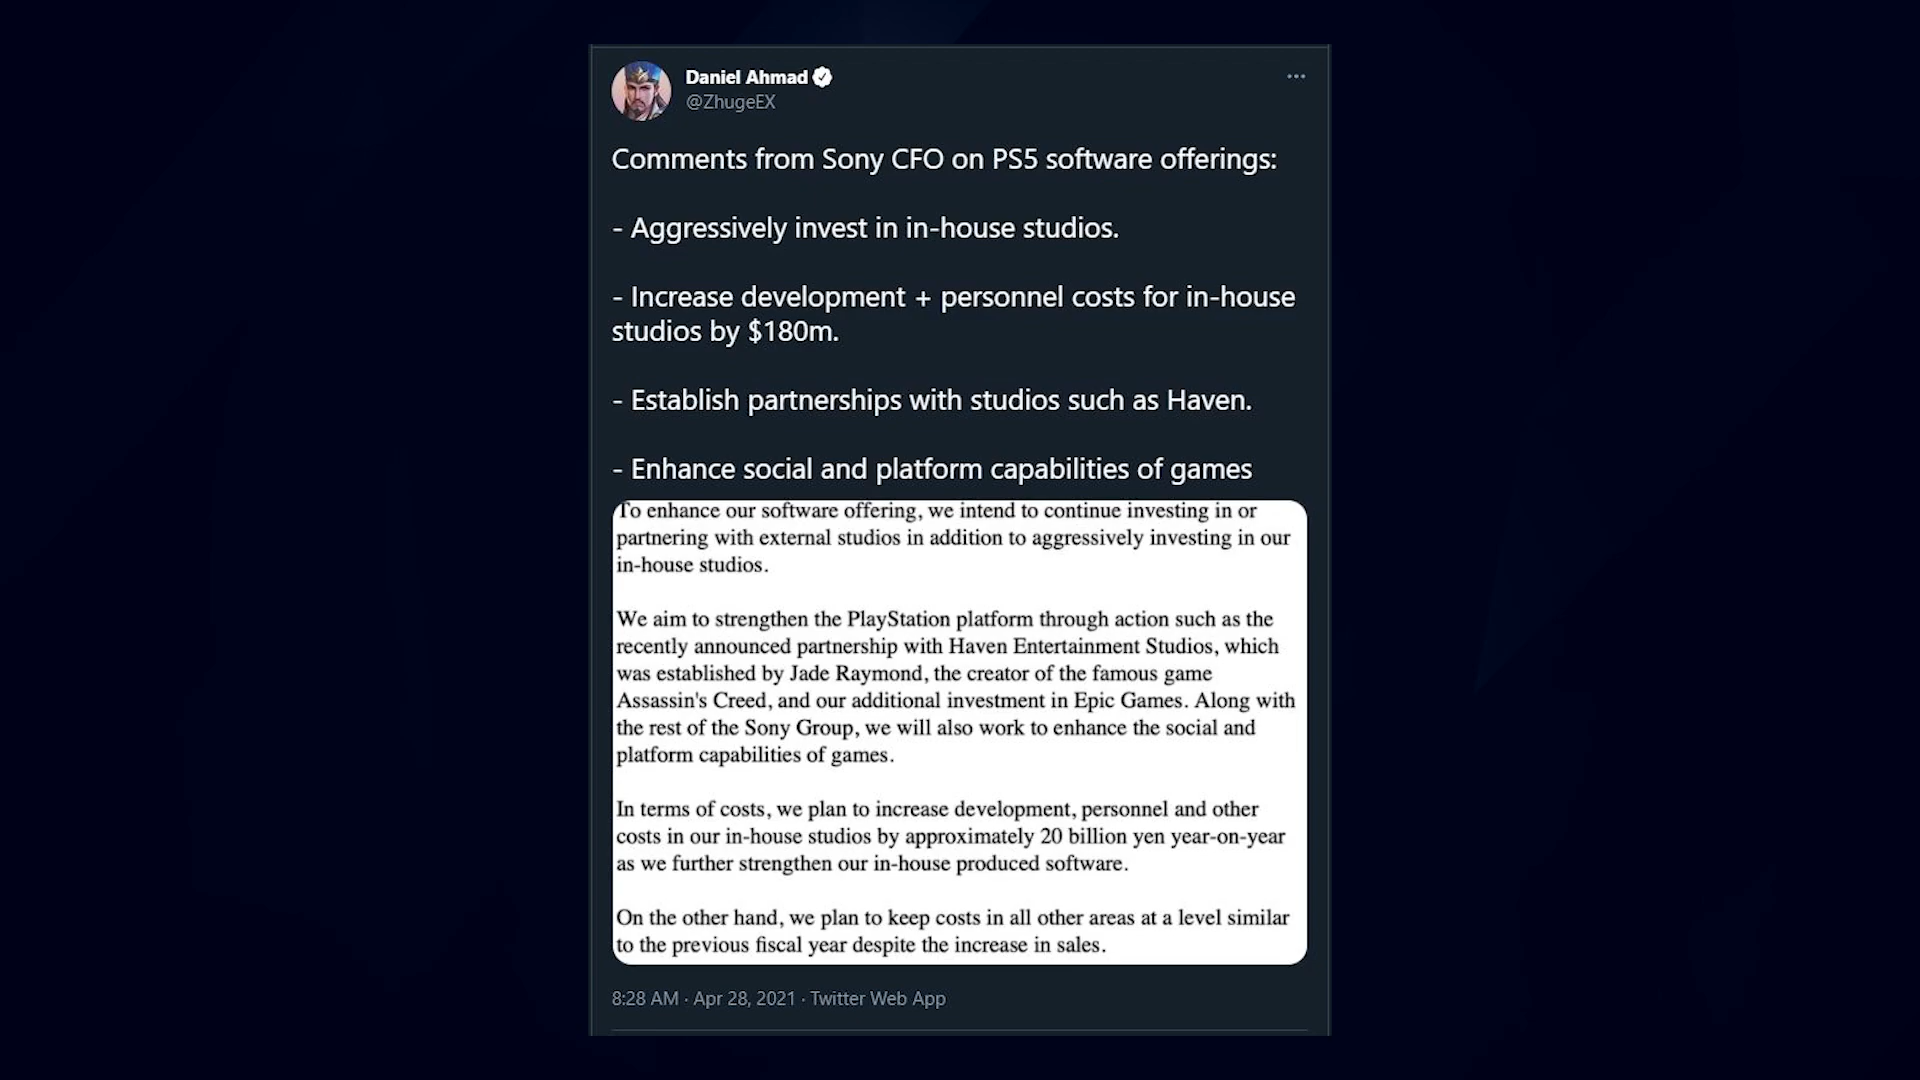 Daniel Ahmad
@ZhugeEX
Comments from Sony CFO on PS5 software offerings:
- Aggressively invest in in-house studios.
- Increase development + personnel costs for in-house
studios by $180m.
- Establish partnerships with studios such as Haven.
- Enhance social and platform capabilities of games
To enhance our software offering, we intend to continue investing in or
partnering with external studios in addition to aggressively investing in our
in-house studios.
We aim to strengthen the PlayStation platform through action such as the
recently announced partnership with Haven Entertainment Studios, which
was established by Jade Raymond, the creator of the famous game
Assassin's Creed, and our additional investment in Epic Games. Along with
the rest of the Sony Group, we will also work to enhance the social and
platform capabilities of games.
In terms of costs, we plan to increase development, personnel and other
costs in our in-house studios by approximately 20 billion yen year-on-year
as we further strengthen our in-house produced software.
On the other hand, we plan to keep costs in all other areas at a level similar
to the previous fiscal year despite the increase in sales.
8:28 AM · Apr 28, 2021 · Twitter Web App